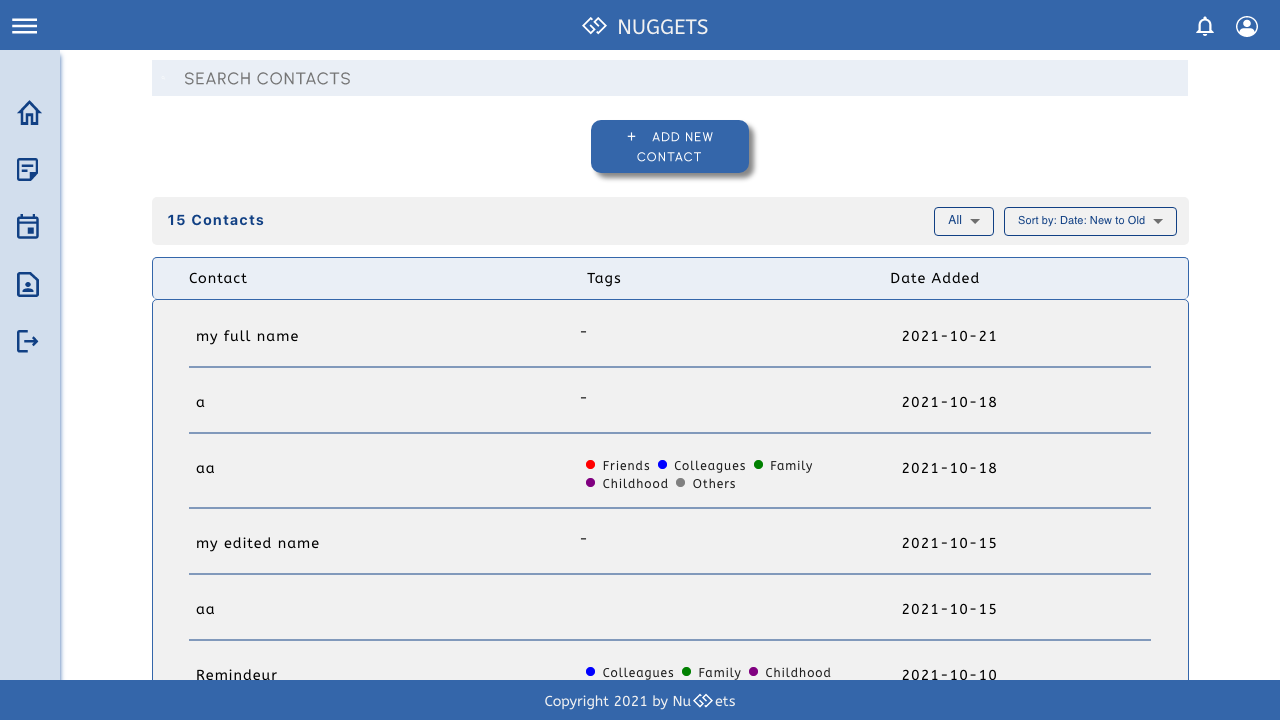 NUGGETS
SEARCH CONTACTS
+ ADD NEW
CONTACT
15 Contacts
All
Sort by: Date: New to Old
Contact Tags Date Added
my full name - 2021-10-21
a - 2021-10-18
aa Friends Colleagues Family 2021-10-18
Childhood Others
my edited name - 2021-10-15
aa 2021-10-15
Remindeur Colleagues Family Childhood 2021-10-10
Copyright 2021 by Nu ets